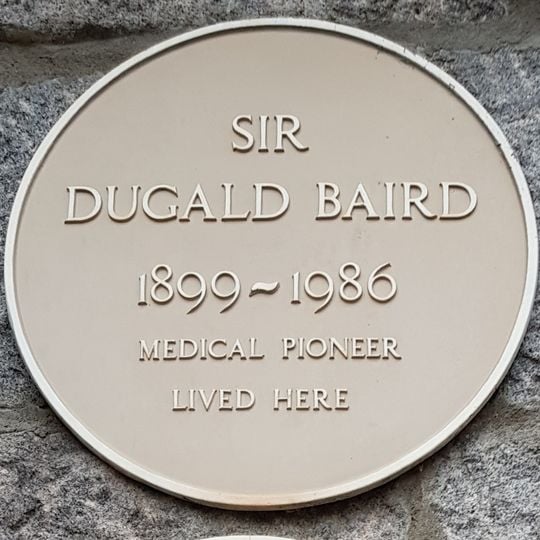 SIR
DUGALD BAIRD
1899~1986
MEDICAL PIONEER
LIVED HERE